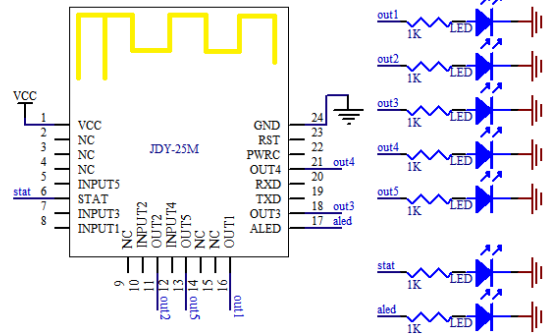 VCC
1 VCC
2 NC
3 NC
4 NC
5 INPUT5
stat 6 STAT
7 INPUT3
8 INPUT1
JDY-25M
GND 24
RST 23
PWRC 22
OUT4 21 out4
RXD 20
TXD 19
OUT3 18 out3
ALED 17 aled
NC INPUT2 OUT2 INPUT4 OUT5 NC NC OUT1
9 10 11 12 13 14 15 16
out2 out5 out1
out1 1K LED
out2 1K LED
out3 1K LED
out4 1K LED
out5 1K LED
stat 1K LED
aled 1K LED